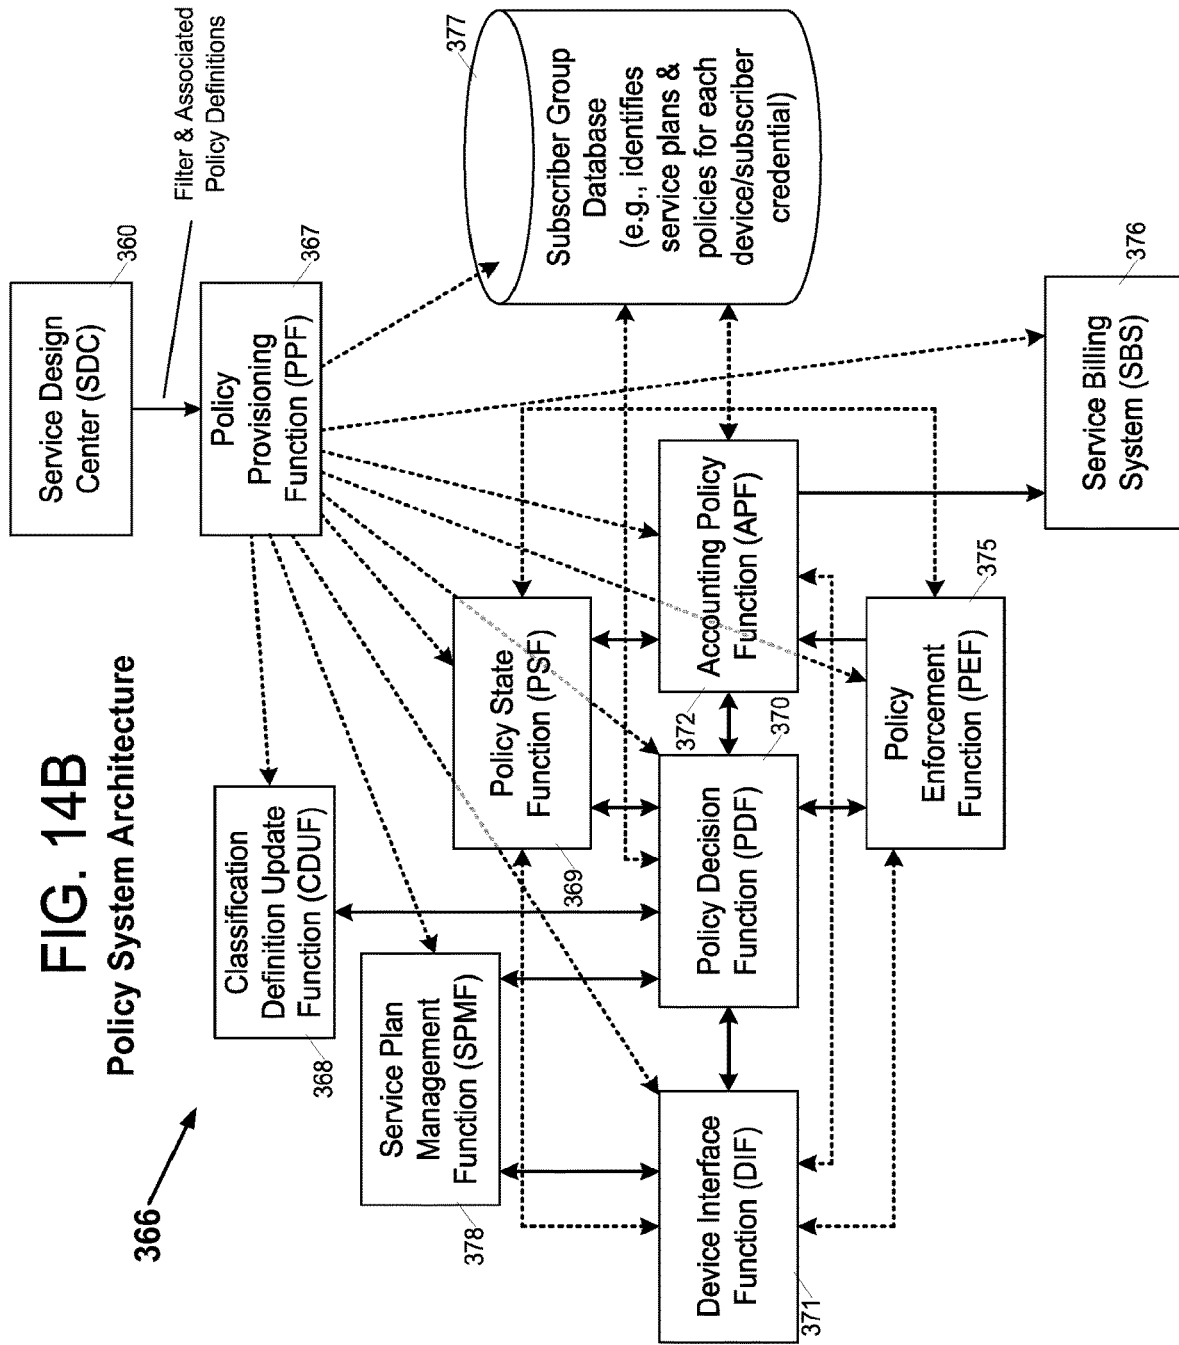 FIG. 14B
Policy System Architecture
366
Service Design
Center (SDC)
360
Filter & Associated
Policy Definitions
Policy
Provisioning
Function (PPF)
367
Classification
Definition Update
Function (CDUF)
368
Service Plan
Management
Function (SPMF)
378
Policy State
Function (PSF)
369
Subscriber Group
Database
(e.g., identifies
service plans &
policies for each
device/subscriber
credential)
377
Device Interface
Function (DIF)
371
Policy Decision
Function (PDF)
370
Accounting Policy
Function (APF)
372
Policy
Enforcement
Function (PEF)
375
Service Billing
System (SBS)
376